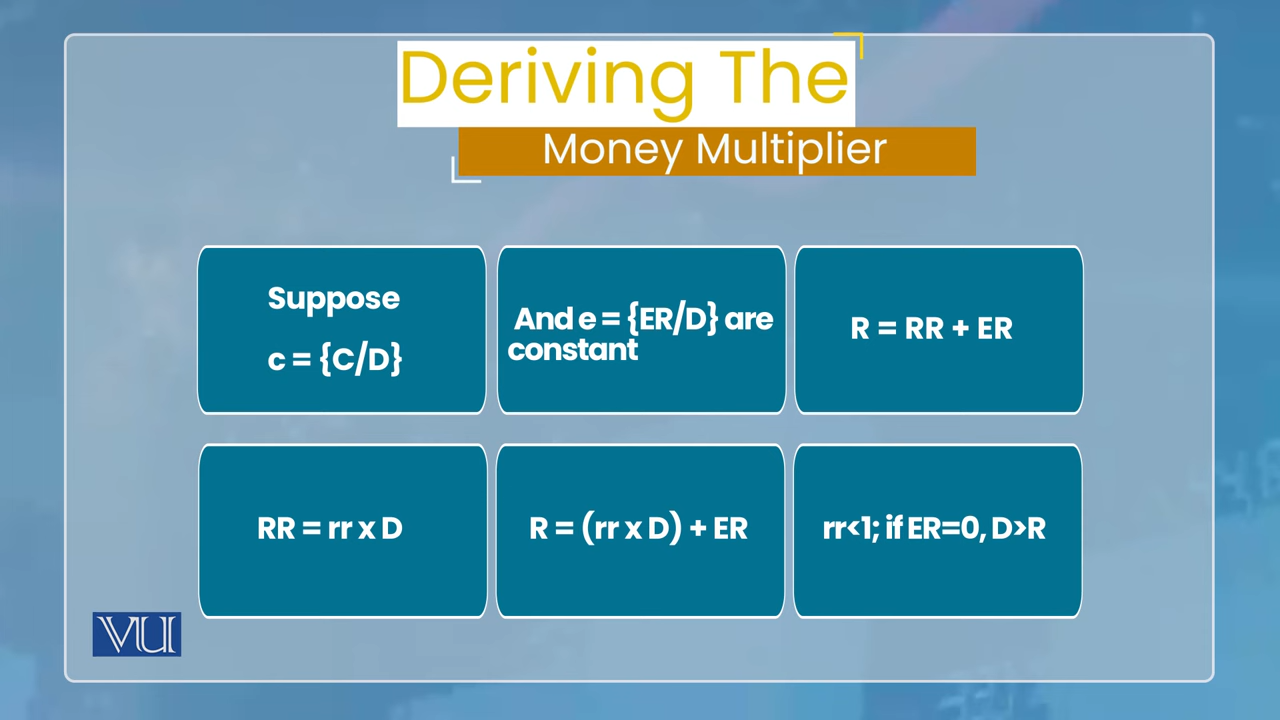 Deriving The
Money Multiplier
Suppose
c = {C/D}
And e = {ER/D} are
constant
R = RR + ER
RR = rr x D
R = (rr x D) + ER
rr<1; if ER=0, D>R
VU